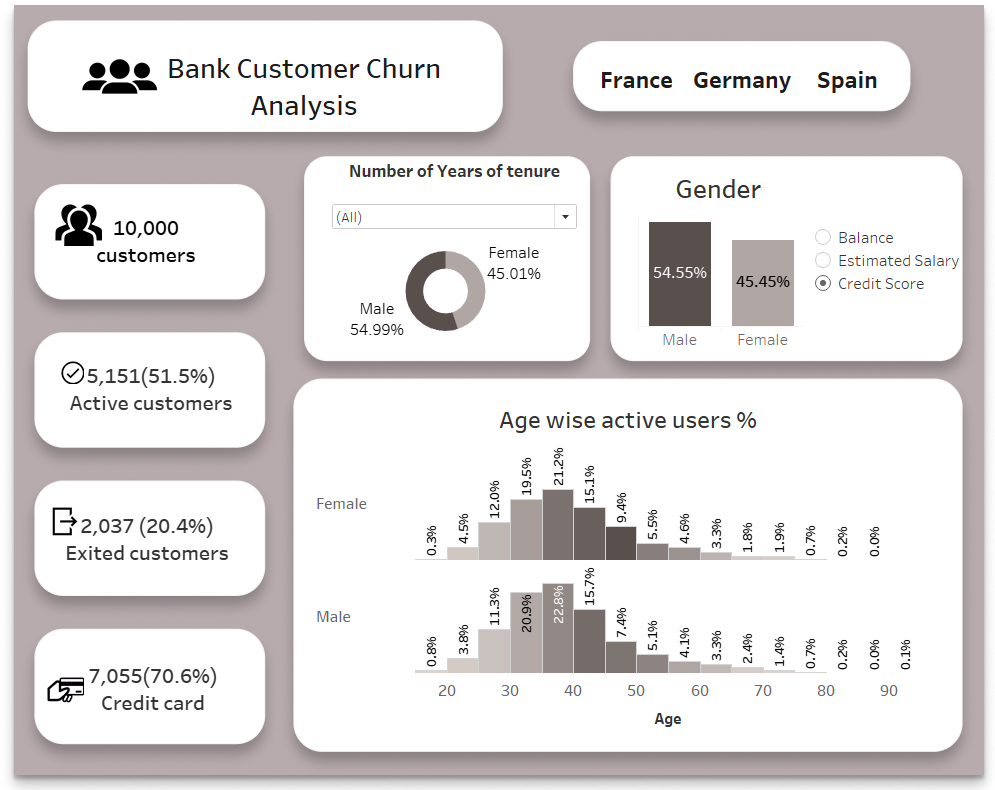 Bank Customer Churn
Analysis
France Germany Spain
10,000
customers
5,151(51.5%)
Active customers
2,037 (20.4%)
Exited customers
7,055(70.6%)
Credit card
Number of Years of tenure
(All)
Female
45.01%
Male
54.99%
Gender
54.55%
45.45%
Male Female
Balance
Estimated Salary
Credit Score
Age wise active users %
Female
0.3% 4.5% 12.0% 19.5% 21.2% 15.1% 9.4% 5.5% 4.6% 3.3% 1.8% 1.9% 0.7% 0.2% 0.0%
Male
0.8% 3.8% 11.3% 20.9% 22.8% 15.7% 7.4% 5.1% 4.1% 3.3% 2.4% 1.4% 0.7% 0.2% 0.0% 0.1%
20 30 40 50 60 70 80 90
Age